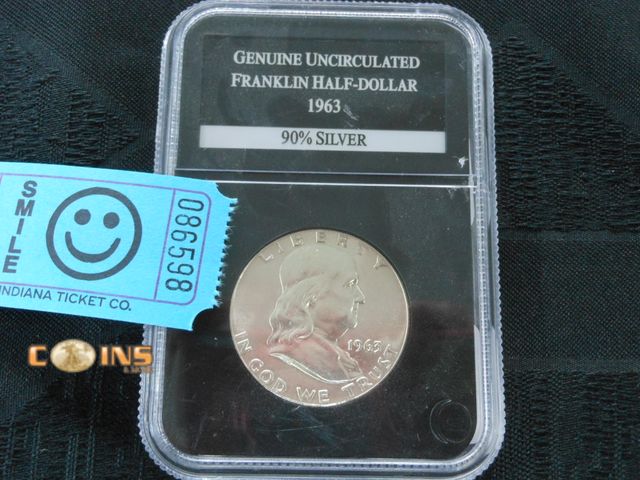 GENUINE UNCIRCULATED
FRANKLIN HALF-DOLLAR
1963
90% SILVER
SMILE
086598
INDIANA TICKET CO.
LIBERTY
1963
IN GOD WE TRUST
COINS